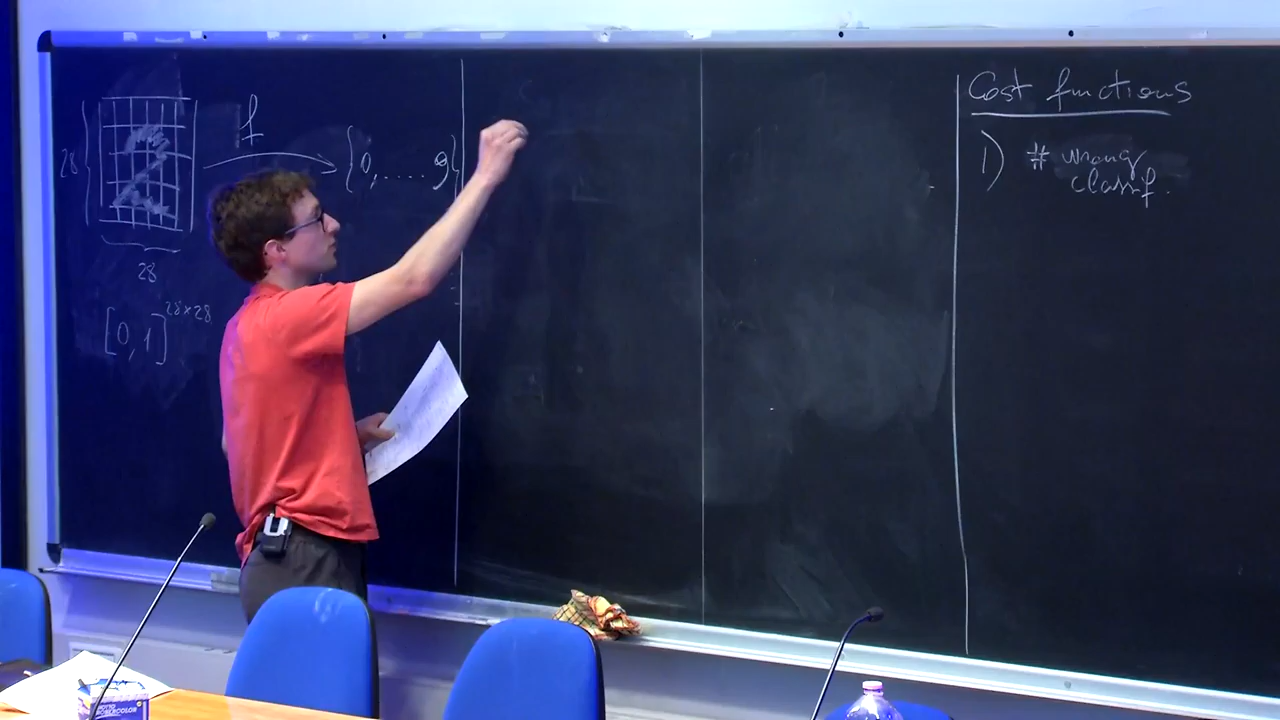 28
f
{0, .... 9}
28
[0, 1]^28×28
Cost functions
1) # wrong
classif.